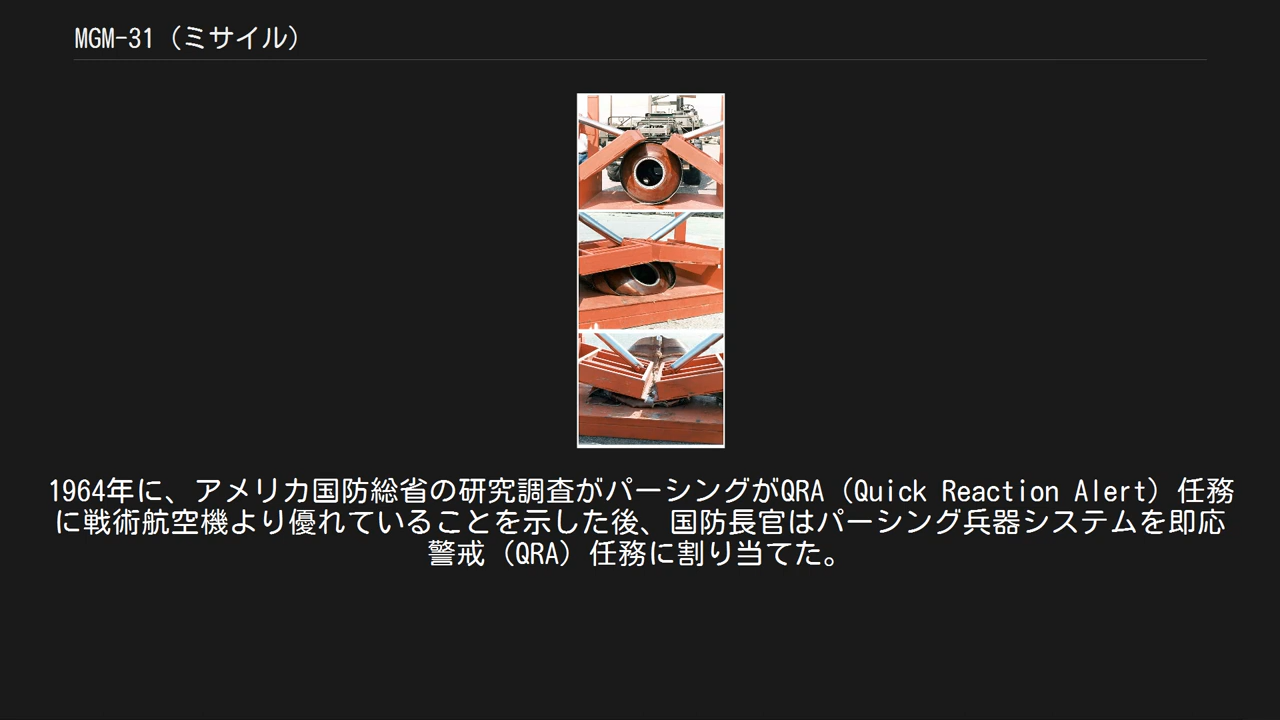 MGM-31（ミサイル）
1964年に、アメリカ国防総省の研究調査がパーシングがQRA（Quick Reaction Alert）任務
に戦術航空機より優れていることを示した後、国防長官はパーシング兵器システムを即応
警戒（QRA）任務に割り当てた。